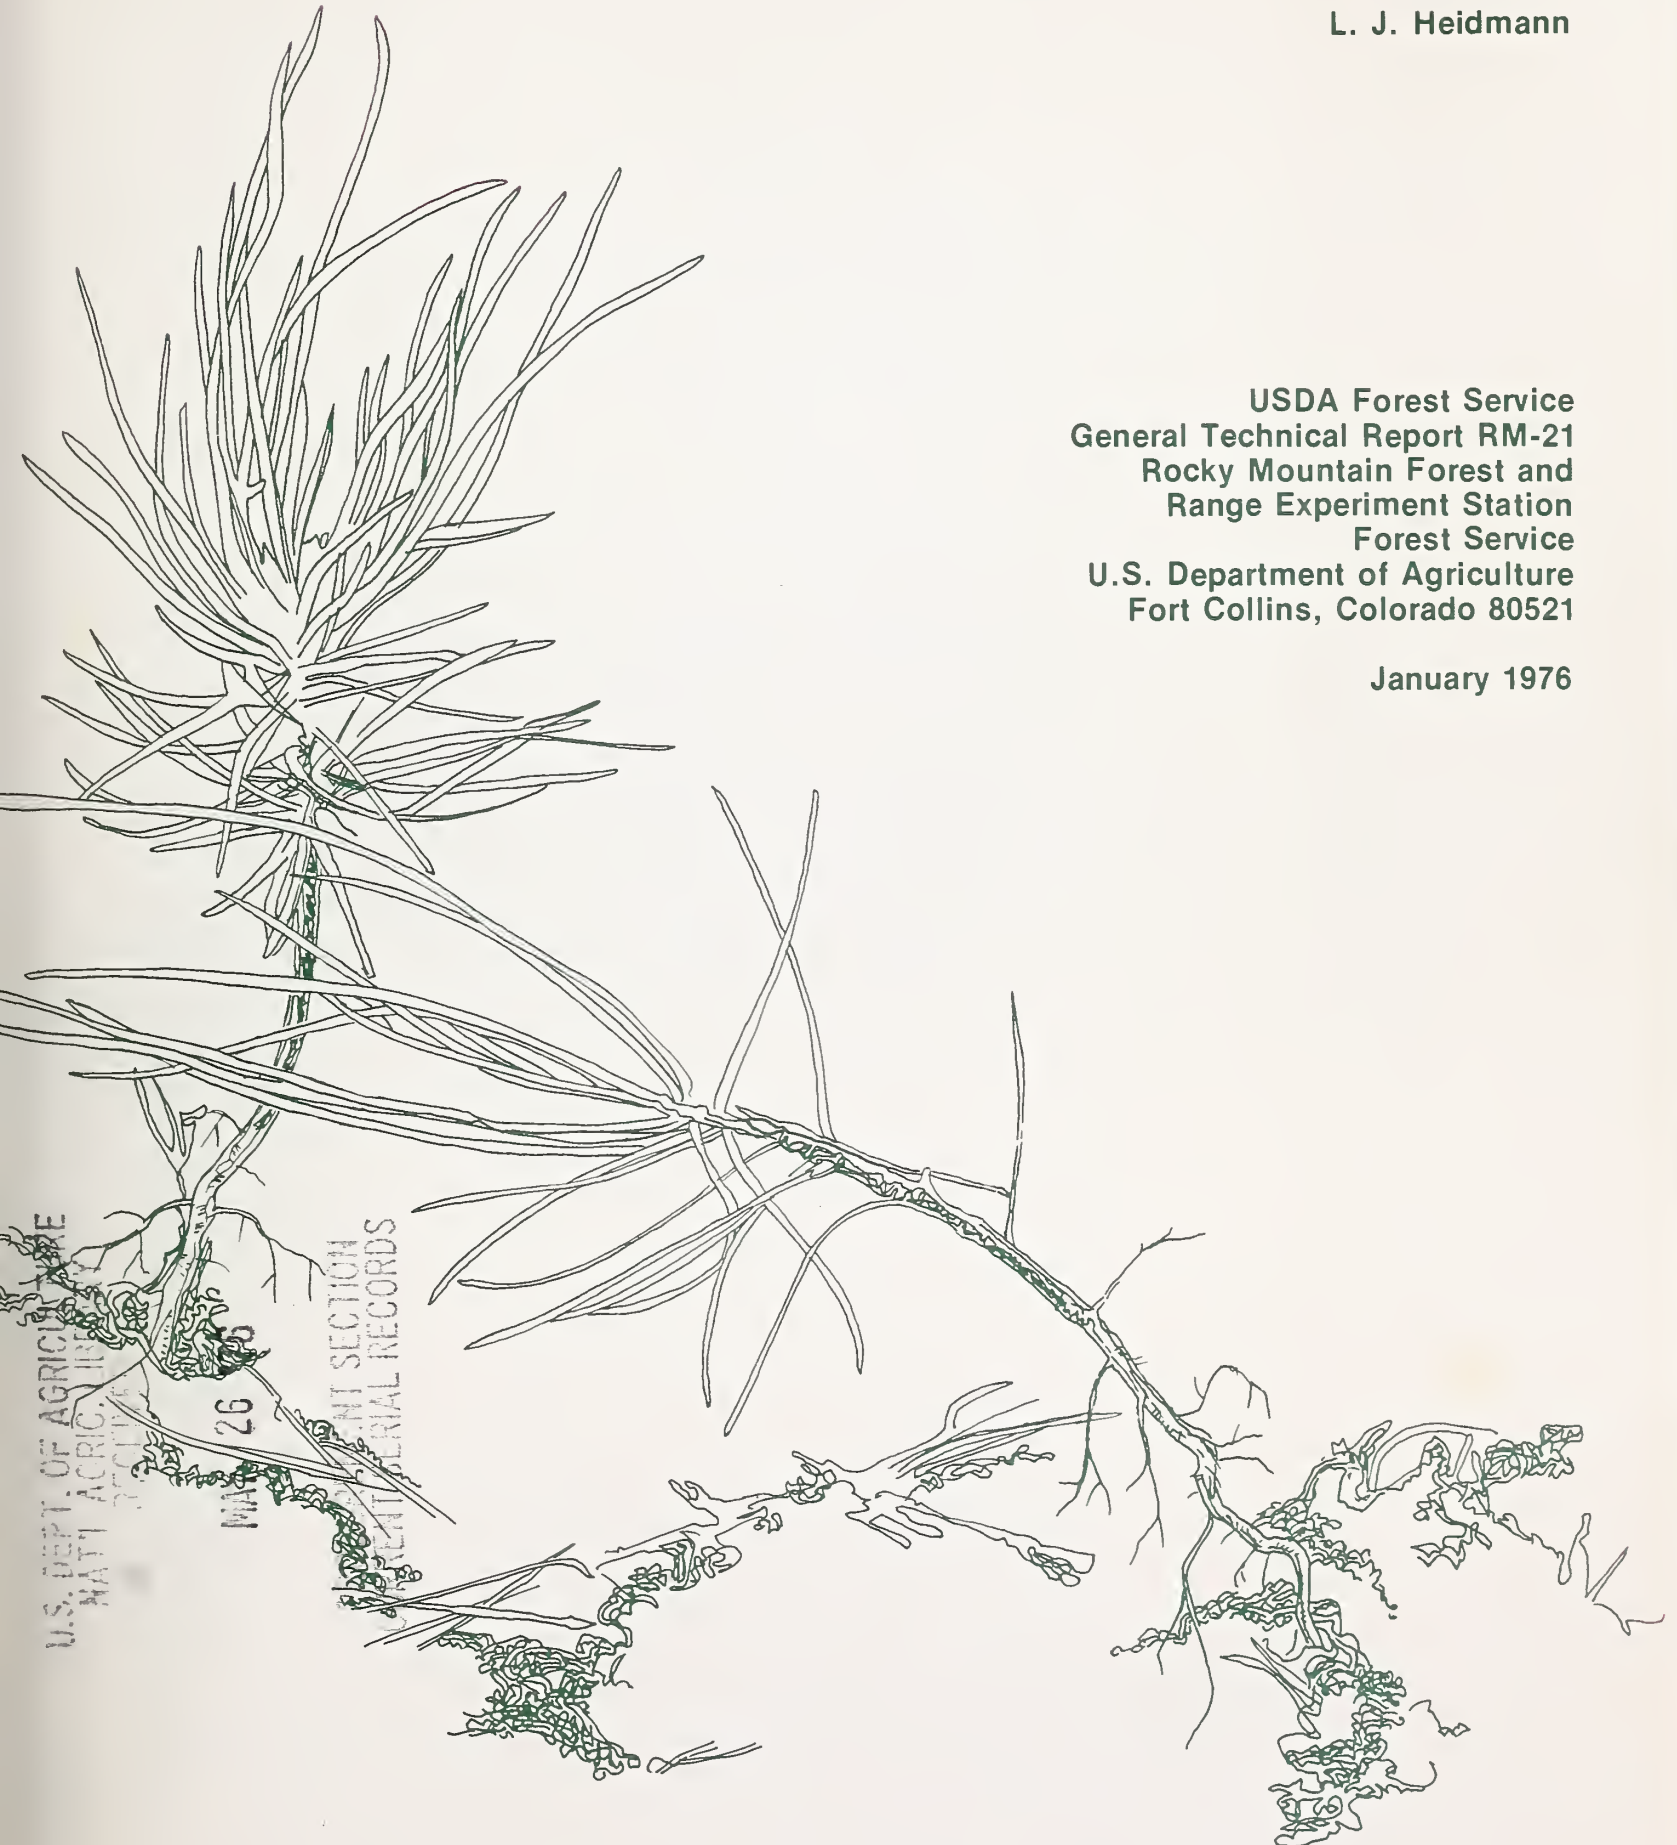 L. J. Heidmann
USDA Forest Service
General Technical Report RM-21
Rocky Mountain Forest and
Range Experiment Station
Forest Service
U.S. Department of Agriculture
Fort Collins, Colorado 80521
January 1976
U.S. DEPT. OF AGRICULTURE
NAT'L AGRIC. LIBRARY
26
SECTION
SERIAL RECORDS